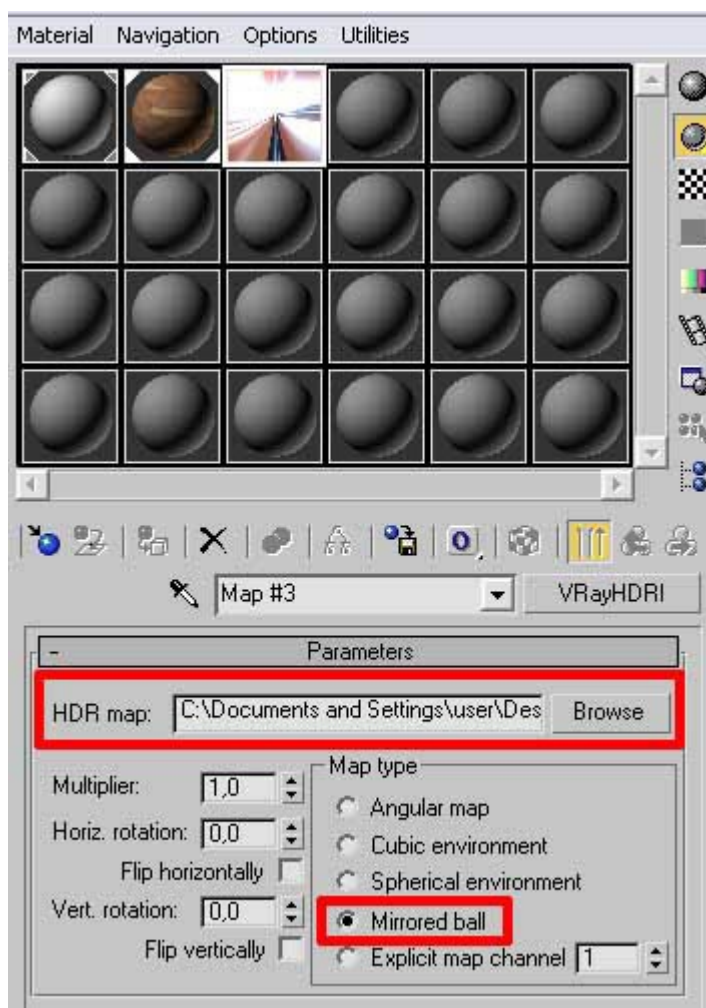 Material Navigation Options Utilities
Map #3 VRayHDRI
- Parameters
HDR map: C:\Documents and Settings\user\Des Browse
Multiplier: 1,0
Horiz. rotation: 0,0
Flip horizontally
Vert. rotation: 0,0
Flip vertically
Map type
Angular map
Cubic environment
Spherical environment
Mirrored ball
Explicit map channel 1